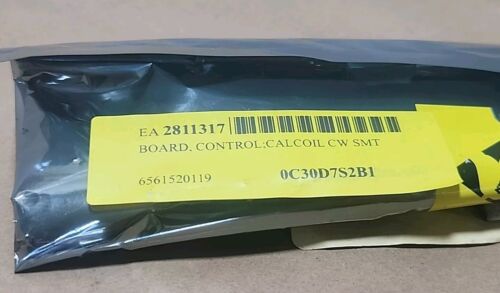 EA 2811317
BOARD, CONTROL;CALCOIL CW SMT
6561520119 0C30D7S2B1